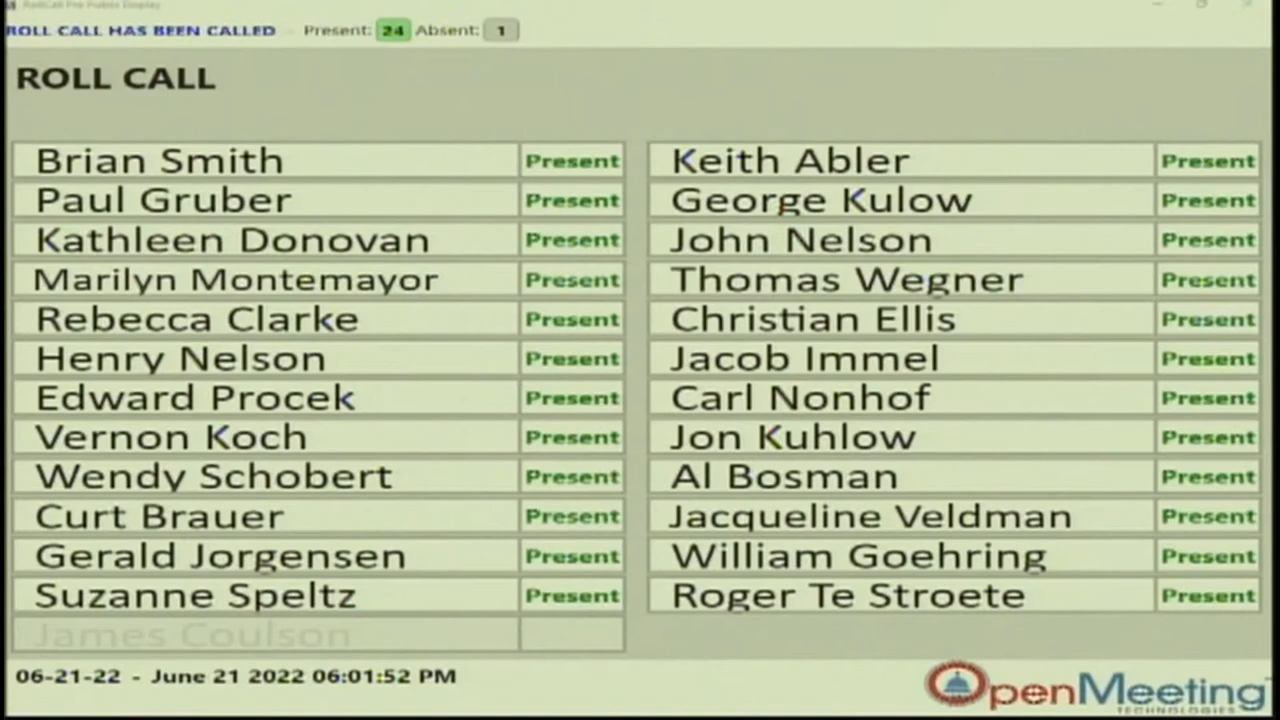 RollCall Pro Public Display
ROLL CALL HAS BEEN CALLED Present: 24 Absent: 1
ROLL CALL
Brian Smith Present
Paul Gruber Present
Kathleen Donovan Present
Marilyn Montemayor Present
Rebecca Clarke Present
Henry Nelson Present
Edward Procek Present
Vernon Koch Present
Wendy Schobert Present
Curt Brauer Present
Gerald Jorgensen Present
Suzanne Speltz Present
James Coulson
Keith Abler Present
George Kulow Present
John Nelson Present
Thomas Wegner Present
Christian Ellis Present
Jacob Immel Present
Carl Nonhof Present
Jon Kuhlow Present
Al Bosman Present
Jacqueline Veldman Present
William Goehring Present
Roger Te Stroete Present
06-21-22 - June 21 2022 06:01:52 PM
OpenMeeting
TECHNOLOGIES